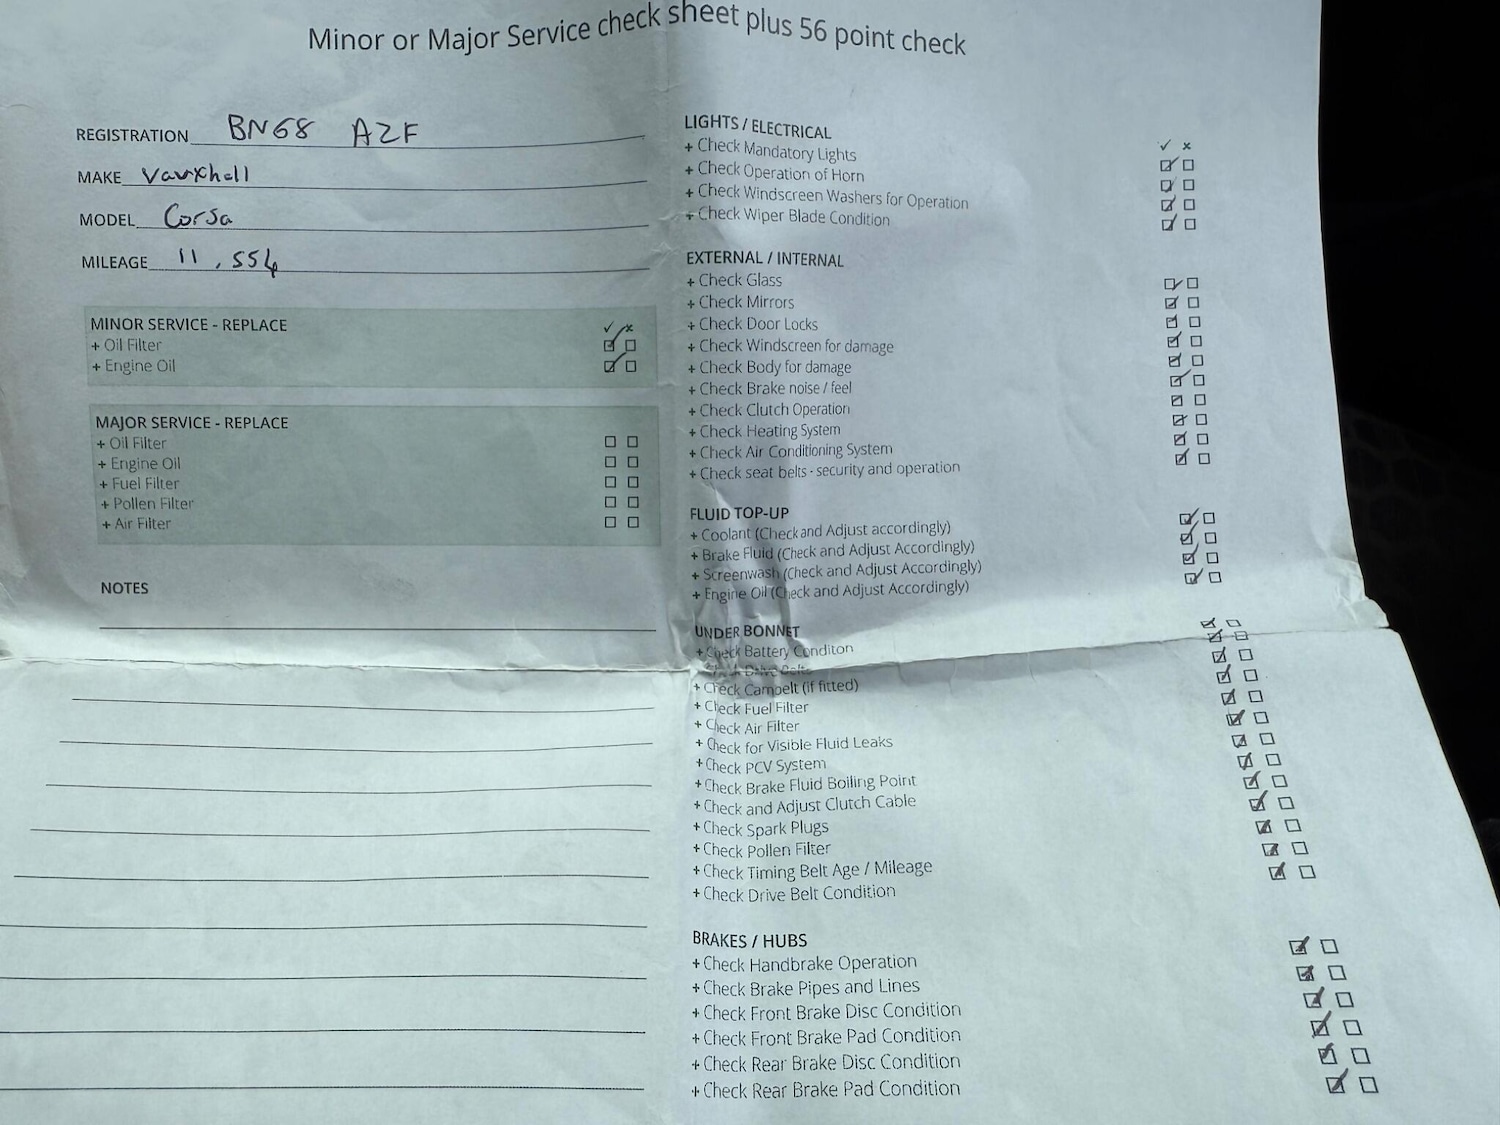 Minor or Major Service check sheet plus 56 point check
REGISTRATION BN68 AZF
MAKE Vauxhall
MODEL Corsa
MILEAGE 11,554
MINOR SERVICE - REPLACE
+ Oil Filter
+ Engine Oil
MAJOR SERVICE - REPLACE
+ Oil Filter
+ Engine Oil
+ Fuel Filter
+ Pollen Filter
+ Air Filter
NOTES
LIGHTS / ELECTRICAL
+ Check Mandatory Lights
+ Check Operation of Horn
+ Check Windscreen Washers for Operation
+ Check Wiper Blade Condition
EXTERNAL / INTERNAL
+ Check Glass
+ Check Mirrors
+ Check Door Locks
+ Check Windscreen for damage
+ Check Body for damage
+ Check Brake noise / feel
+ Check Clutch Operation
+ Check Heating System
+ Check Air Conditioning System
+ Check seat belts - security and operation
FLUID TOP-UP
+ Coolant (Check and Adjust accordingly)
+ Brake Fluid (Check and Adjust Accordingly)
+ Screenwash (Check and Adjust Accordingly)
+ Engine Oil (Check and Adjust Accordingly)
UNDER BONNET
+ Check Battery Conditon
Drive Belts
+ Check Cambelt (if fitted)
+ Check Fuel Filter
+ Check Air Filter
+ Check for Visible Fluid Leaks
+ Check PCV System
+ Check Brake Fluid Boiling Point
+ Check and Adjust Clutch Cable
+ Check Spark Plugs
+ Check Pollen Filter
+ Check Timing Belt Age / Mileage
+ Check Drive Belt Condition
BRAKES / HUBS
+ Check Handbrake Operation
+ Check Brake Pipes and Lines
+ Check Front Brake Disc Condition
+ Check Front Brake Pad Condition
+ Check Rear Brake Disc Condition
+ Check Rear Brake Pad Condition